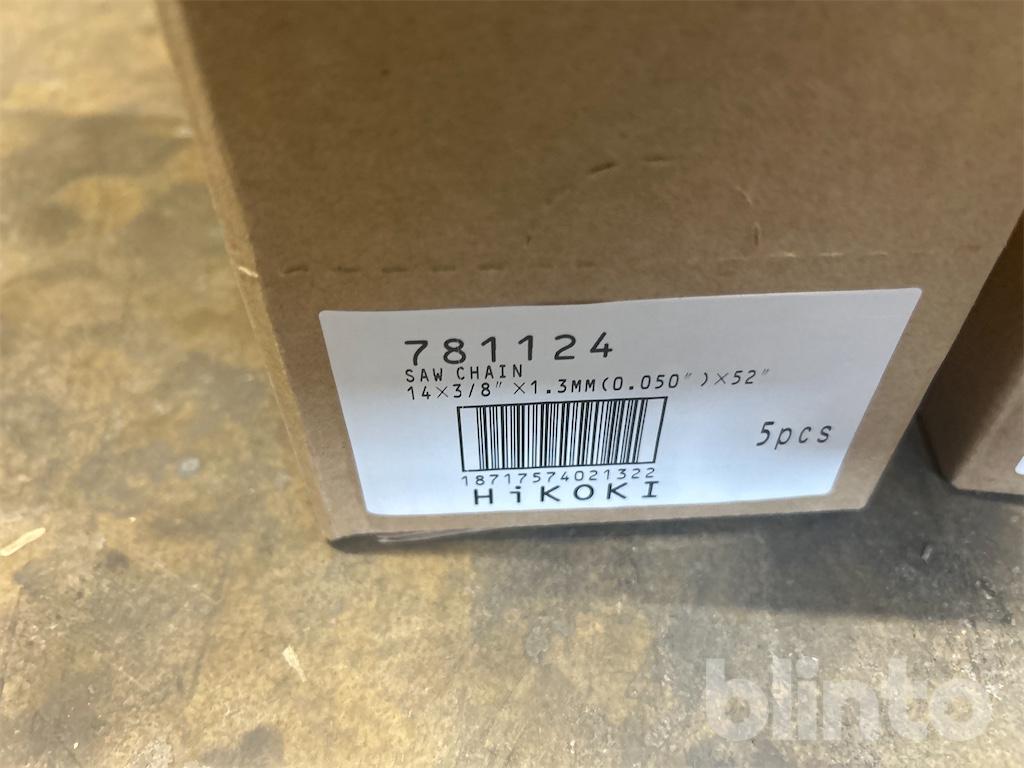 781124
SAW CHAIN
14×3/8″ ×1.3MM(0.050″)×52″
5pcs
18717574021322
HiKOKI
blinto